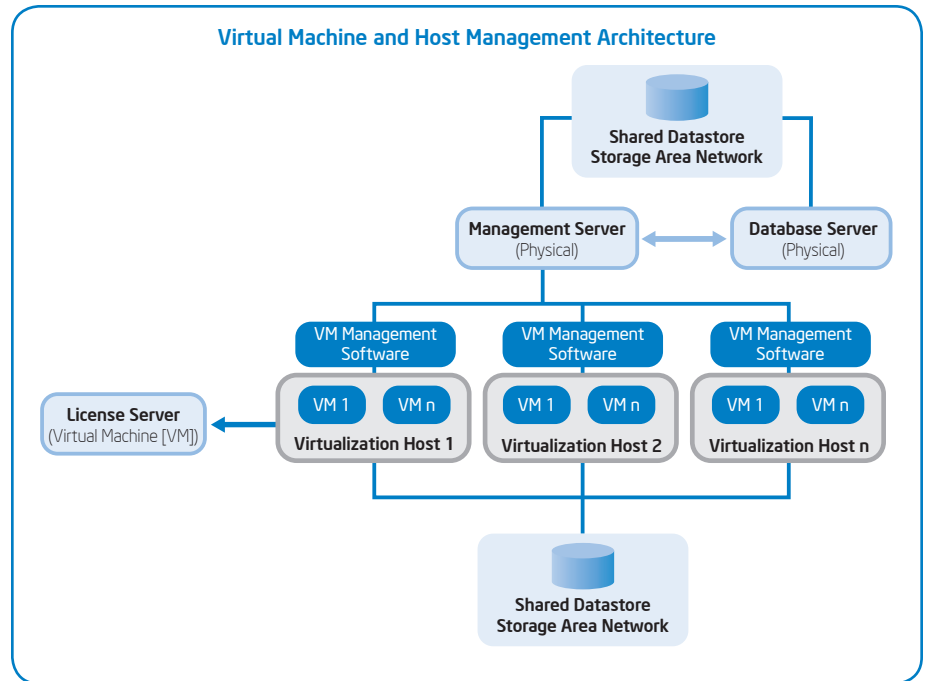 Virtual Machine and Host Management Architecture
Shared Datastore
Storage Area Network
Management Server
(Physical)
Database Server
(Physical)
VM Management
Software
VM Management
Software
VM Management
Software
VM 1
VM n
Virtualization Host 1
VM 1
VM n
Virtualization Host 2
VM 1
VM n
Virtualization Host n
License Server
(Virtual Machine [VM])
Shared Datastore
Storage Area Network